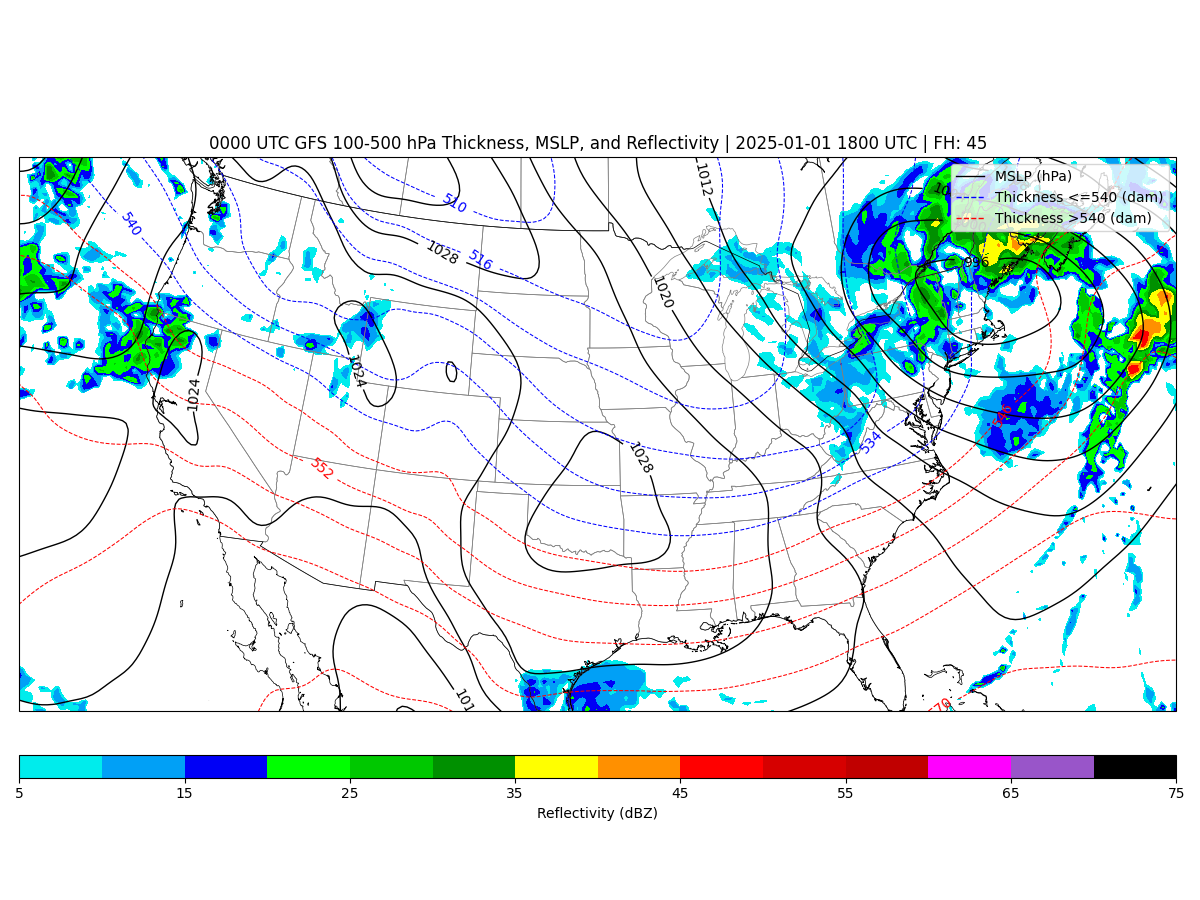 0000 UTC GFS 100-500 hPa Thickness, MSLP, and Reflectivity | 2025-01-01 1800 UTC | FH: 45
MSLP (hPa)
Thickness <=540 (dam)
Thickness >540 (dam)
1012
510
540
1028
516
996
1020
1024
1024
534
1028
552
570
5 15 25 35 45 55 65 75
Reflectivity (dBZ)